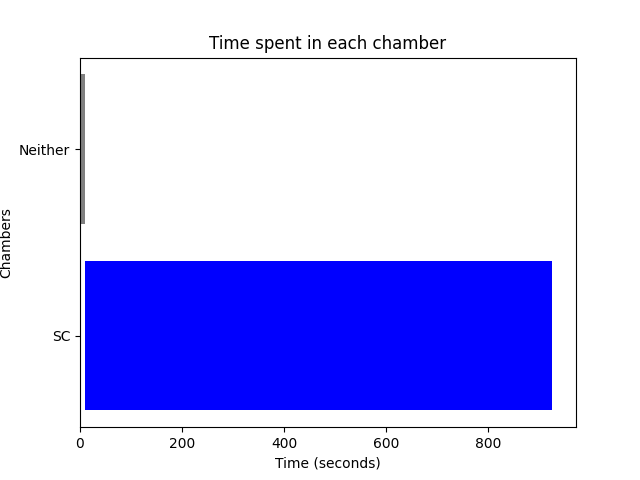 Time spent in each chamber
Neither
Chambers
SC
0 200 400 600 800
Time (seconds)